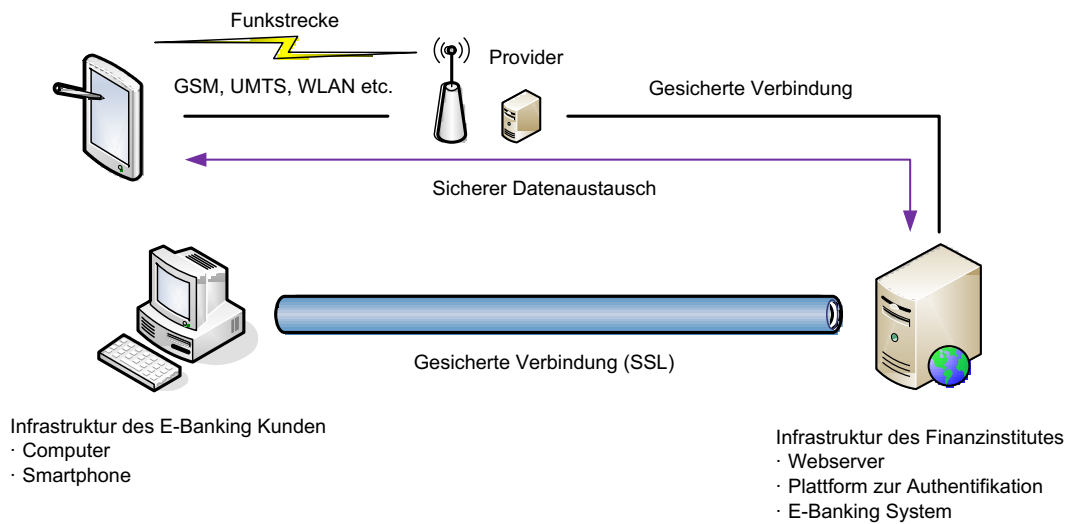 Funkstrecke
Provider
GSM, UMTS, WLAN etc.
Gesicherte Verbindung
Sicherer Datenaustausch
Gesicherte Verbindung (SSL)
Infrastruktur des E-Banking Kunden
· Computer
· Smartphone
Infrastruktur des Finanzinstitutes
· Webserver
· Plattform zur Authentifikation
· E-Banking System